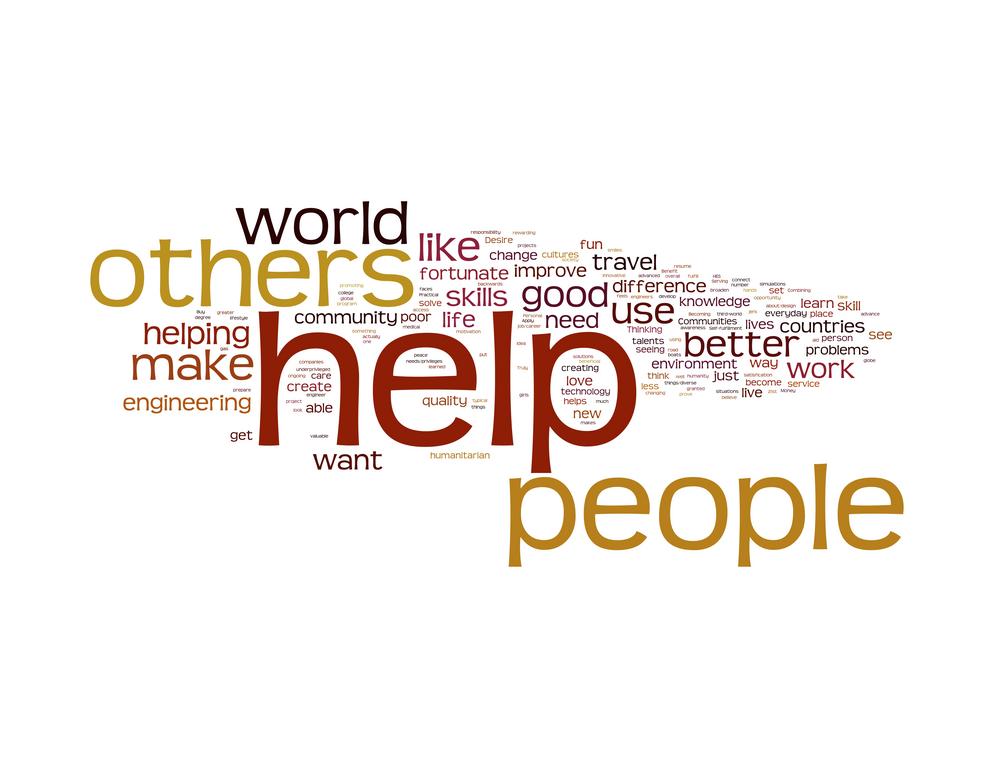 world
others
like
responsibility
rewarding
Desire
projects
change
cultures
society
fun
smiles
travel
fortunate
improve
backwards
skills
good
difference
innovative
advanced
overall
fulfill
Benefit
resume
HES
serving
connect
number
simulations
promoting
college
global
program
faces
Practical
solve
access
use
feels
engineers
develop
knowledge
broaden
hands
set
combining
opportunity
about/design
learn
take
skill
buy
greater
degree
lifestyle
community
poor
medical
life
Personal
Apply
job/career
need
Thinking
Becoming
third-world
Communities
awareness
self-fulfillment
everyday
place
advance
lives
countries
helping
gas
something
actually
one
motivation
idea
talents
seeing
using
road
boats
better
aid
person
see
problems
globe
make
help
companies
underprivileged
ongoing
care
create
engineer
project
look
able
peace
needs/privileges
learned
put
truly
solutions
beneficial
creating
love
technology
helps
much
new
makes
environment
way
work
think
well
humanity
just
satisfaction
become
service
less
things-diverse
granted
changing
prove
situations
believe
live
21st
Money
prepare
engineering
quality
typical
things
girls
get
valuable
want
humanitarian
people